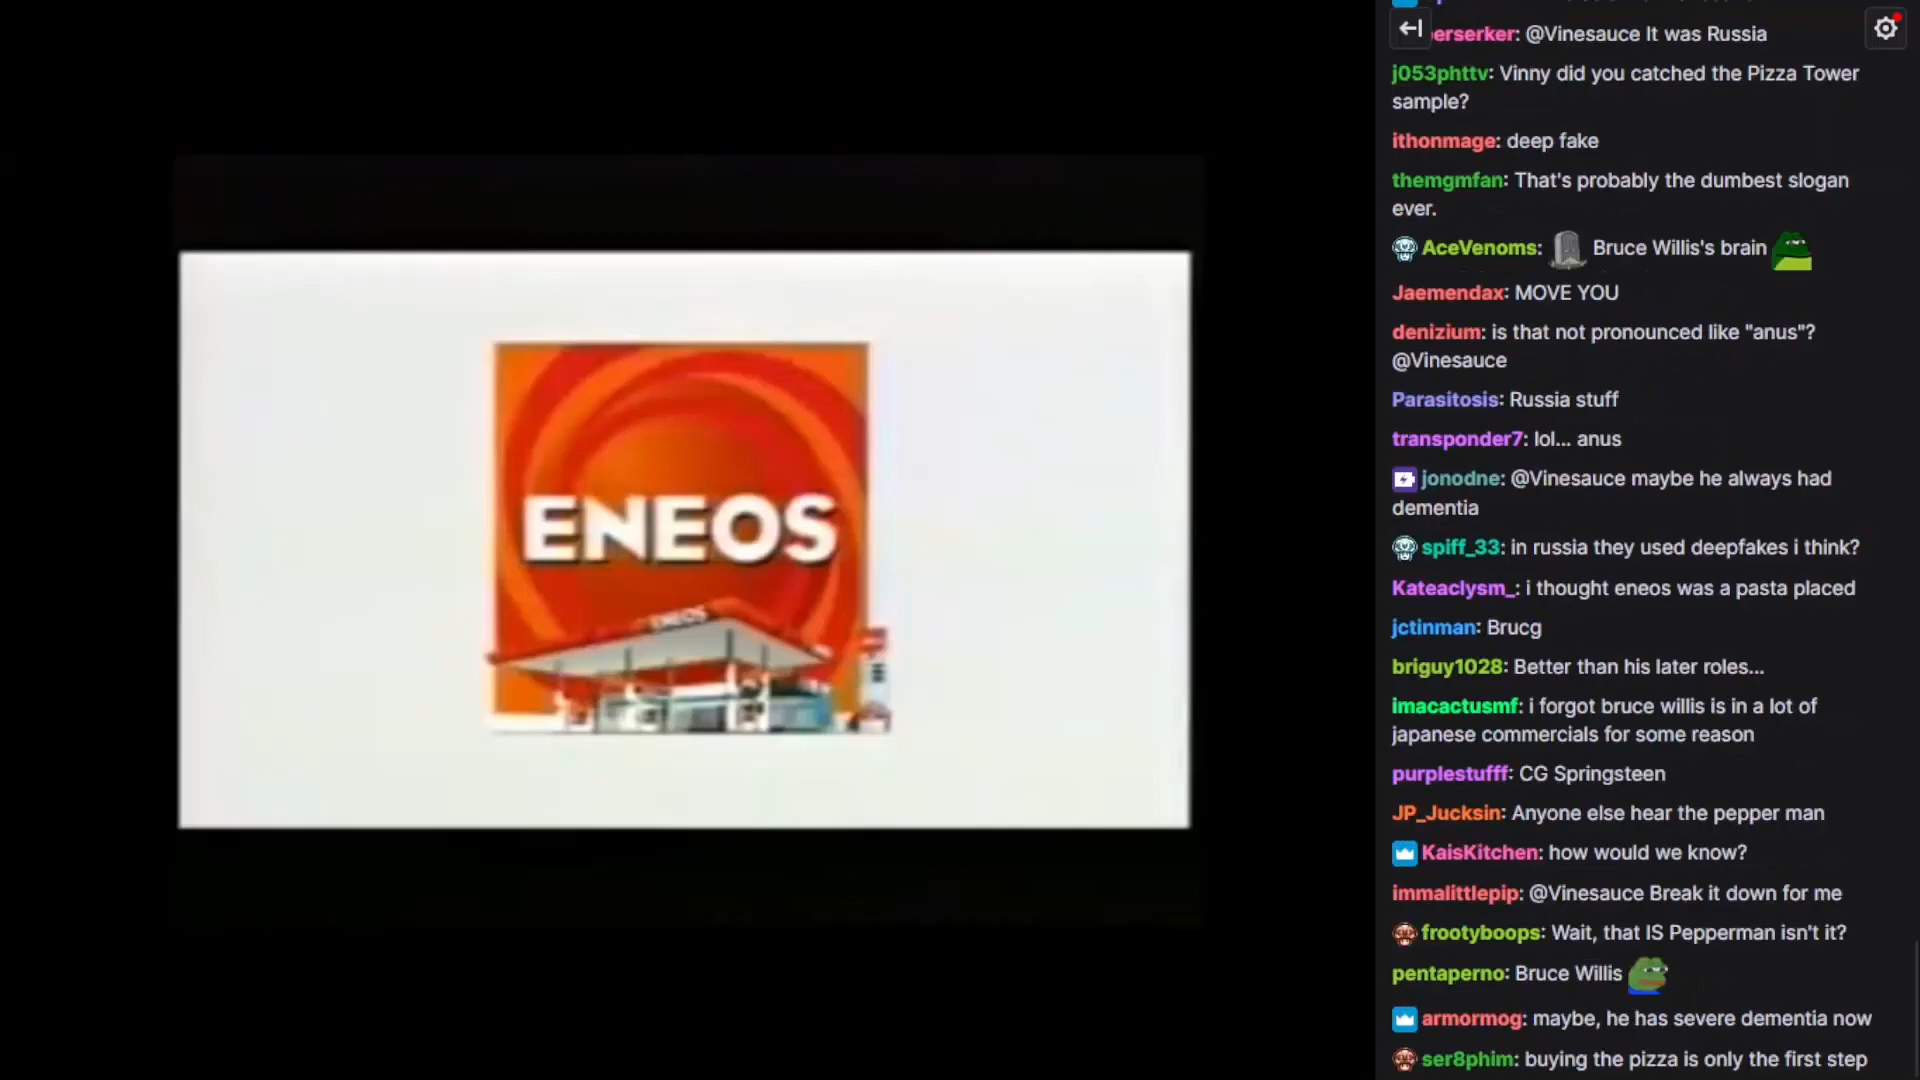 ENEOS
ENEOS
erserker: @Vinesauce It was Russia
j053phttv: Vinny did you catched the Pizza Tower
sample?
ithonmage: deep fake
themgmfan: That's probably the dumbest slogan
ever.
AceVenoms: Bruce Willis's brain
Jaemendax: MOVE YOU
denizium: is that not pronounced like "anus"?
@Vinesauce
Parasitosis: Russia stuff
transponder7: lol... anus
jonodne: @Vinesauce maybe he always had
dementia
spiff_33: in russia they used deepfakes i think?
Kateaclysm_: i thought eneos was a pasta placed
jctinman: Brucg
briguy1028: Better than his later roles...
imacactusmf: i forgot bruce willis is in a lot of
japanese commercials for some reason
purplestufff: CG Springsteen
JP_Jucksin: Anyone else hear the pepper man
KaisKitchen: how would we know?
immalittlepip: @Vinesauce Break it down for me
frootyboops: Wait, that IS Pepperman isn't it?
pentaperno: Bruce Willis
armormog: maybe, he has severe dementia now
ser8phim: buying the pizza is only the first step